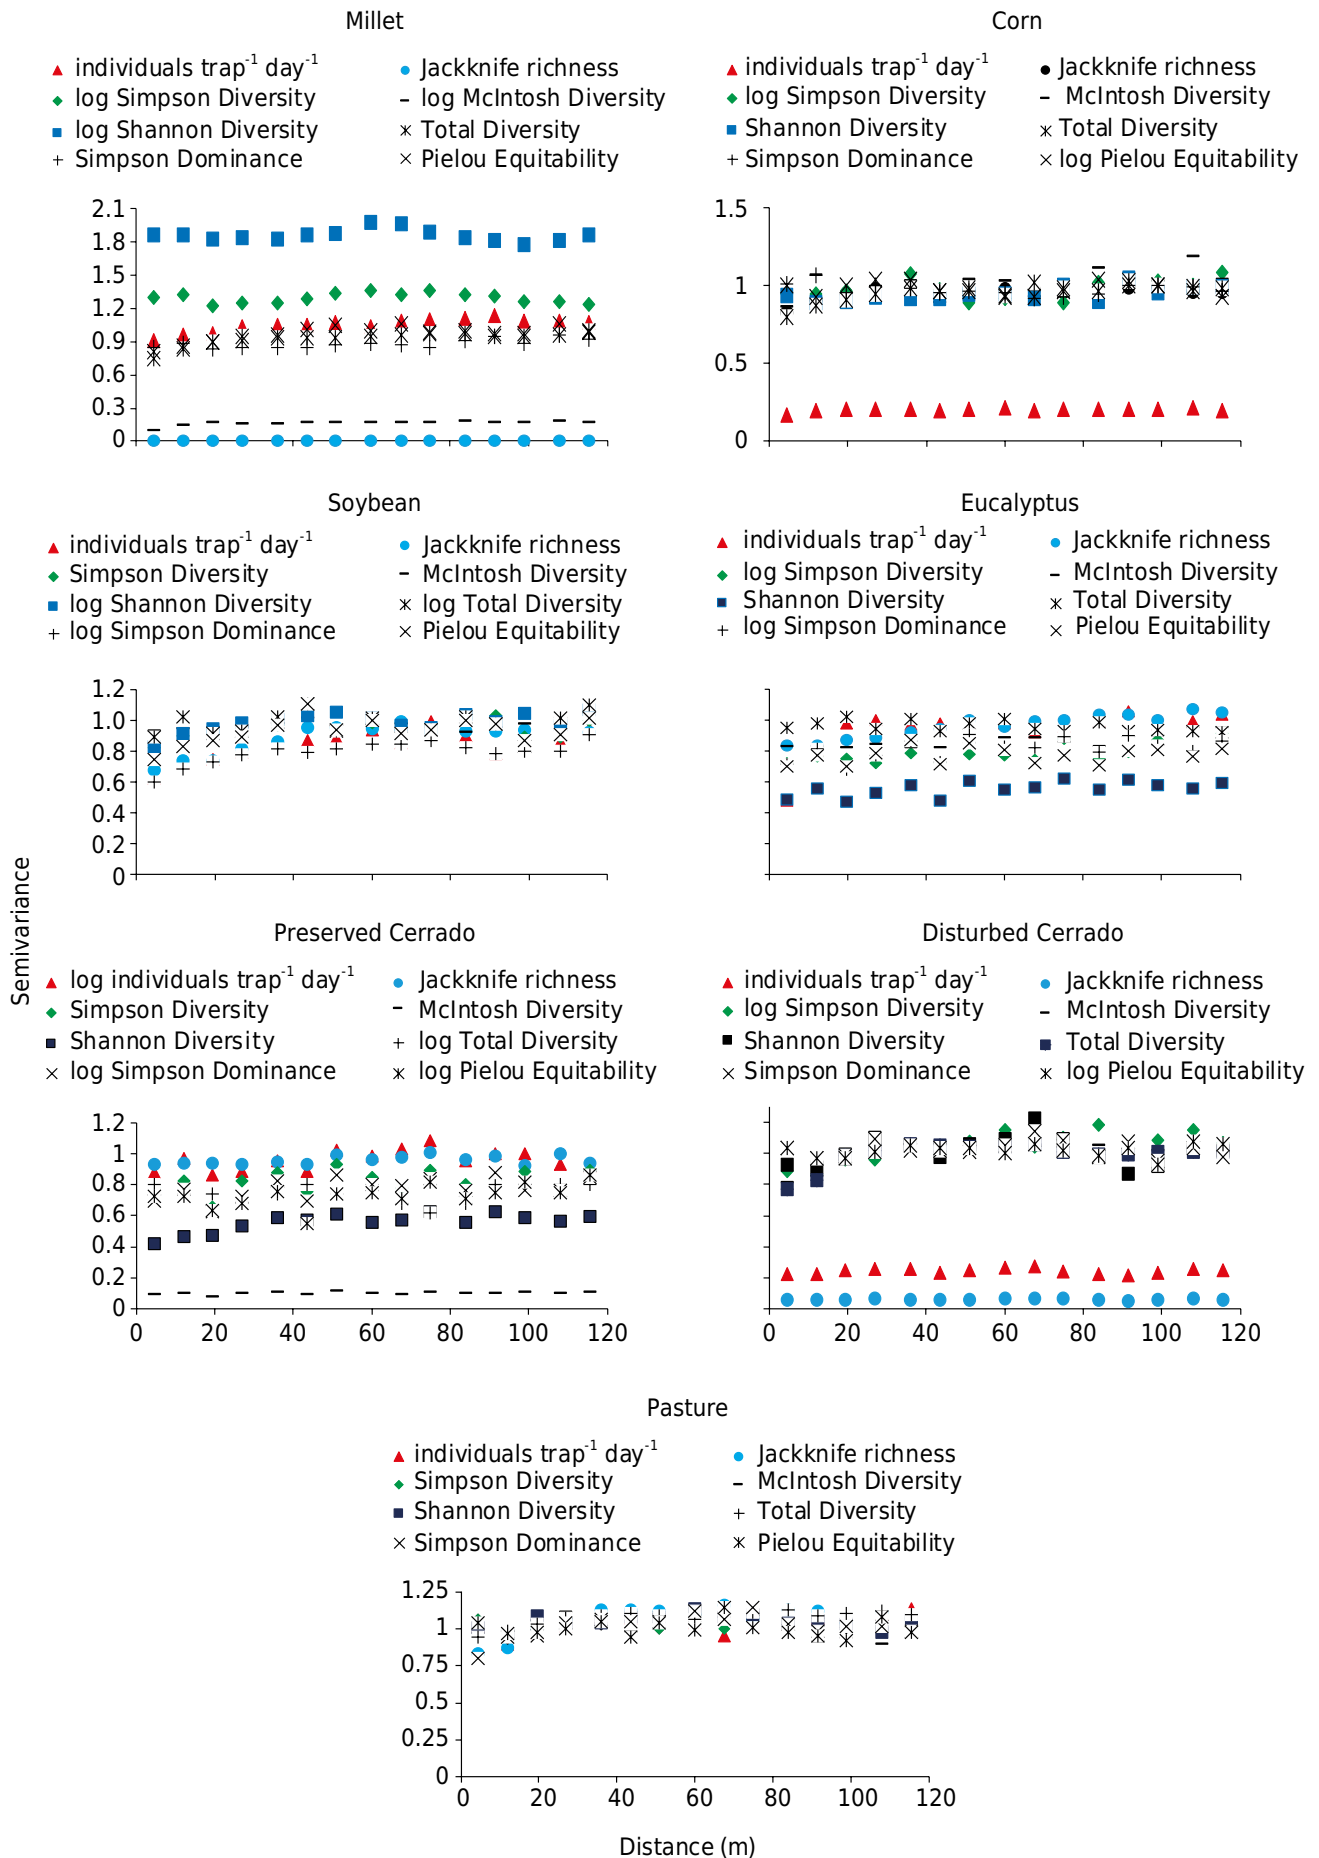 Millet
individuals trap-1 day-1
log Simpson Diversity
log Shannon Diversity
Simpson Dominance
Jackknife richness
log McIntosh Diversity
Total Diversity
Pielou Equitability
2.1
1.8
1.5
1.2
0.9
0.6
0.3
0
Corn
individuals trap-1 day-1
log Simpson Diversity
Shannon Diversity
Simpson Dominance
Jackknife richness
McIntosh Diversity
Total Diversity
log Pielou Equitability
1.5
1
0.5
0
Soybean
individuals trap-1 day-1
Simpson Diversity
log Shannon Diversity
log Simpson Dominance
Jackknife richness
McIntosh Diversity
log Total Diversity
Pielou Equitability
1.2
1.0
0.8
0.6
0.4
0.2
0
Eucalyptus
individuals trap-1 day-1
log Simpson Diversity
Shannon Diversity
log Simpson Dominance
Jackknife richness
McIntosh Diversity
Total Diversity
Pielou Equitability
Semivariance
Preserved Cerrado
log individuals trap-1 day-1
Simpson Diversity
Shannon Diversity
log Simpson Dominance
Jackknife richness
McIntosh Diversity
log Total Diversity
log Pielou Equitability
1.2
1
0.8
0.6
0.4
0.2
0
0 20 40 60 80 100 120
Disturbed Cerrado
individuals trap-1 day-1
log Simpson Diversity
Shannon Diversity
Simpson Dominance
Jackknife richness
McIntosh Diversity
Total Diversity
log Pielou Equitability
0 20 40 60 80 100 120
Pasture
individuals trap-1 day-1
Simpson Diversity
Shannon Diversity
Simpson Dominance
Jackknife richness
McIntosh Diversity
Total Diversity
Pielou Equitability
1.25
1
0.75
0.5
0.25
0
0 20 40 60 80 100 120
Distance (m)